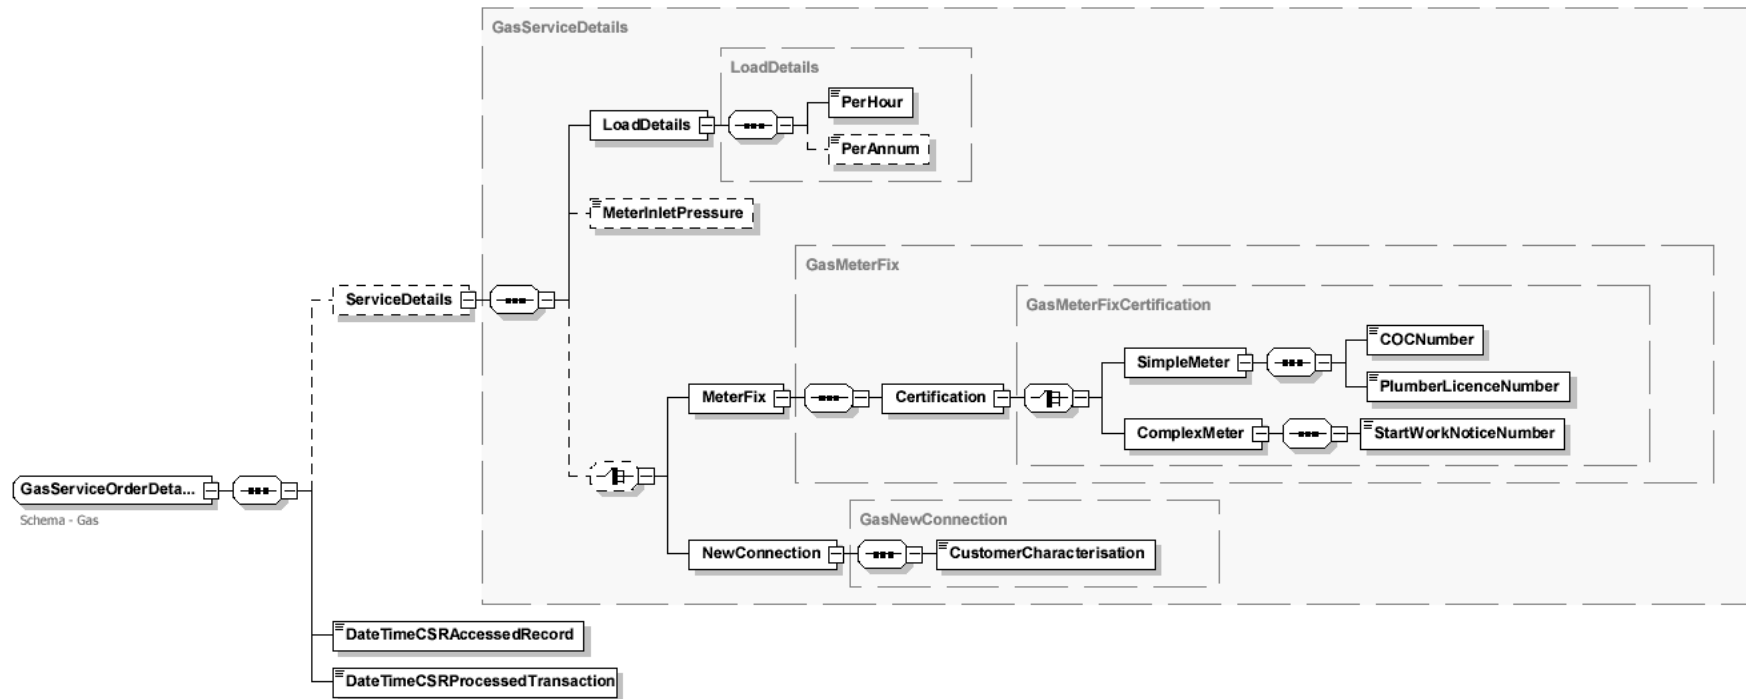 GasServiceDetails
LoadDetails
PerHour
LoadDetails
PerAnnum
MeterInletPressure
GasMeterFix
ServiceDetails
GasMeterFixCertification
COCNumber
SimpleMeter
PlumberLicenceNumber
MeterFix
Certification
ComplexMeter
StartWorkNoticeNumber
GasServiceOrderDeta...
Schema - Gas
GasNewConnection
NewConnection
CustomerCharacterisation
DateTimeCSRAccessedRecord
DateTimeCSRProcessedTransaction